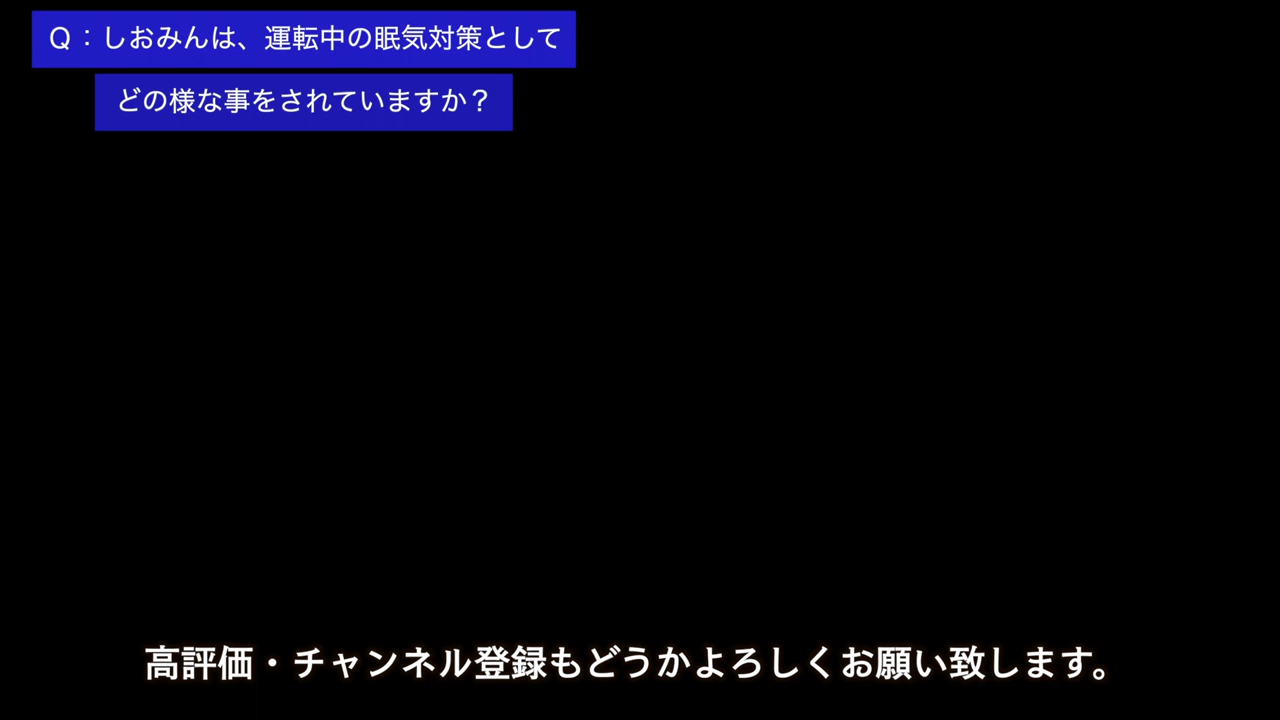 Q：しおみんは、運転中の眠気対策として
どの様な事をされていますか？
高評価・チャンネル登録もどうかよろしくお願い致します。